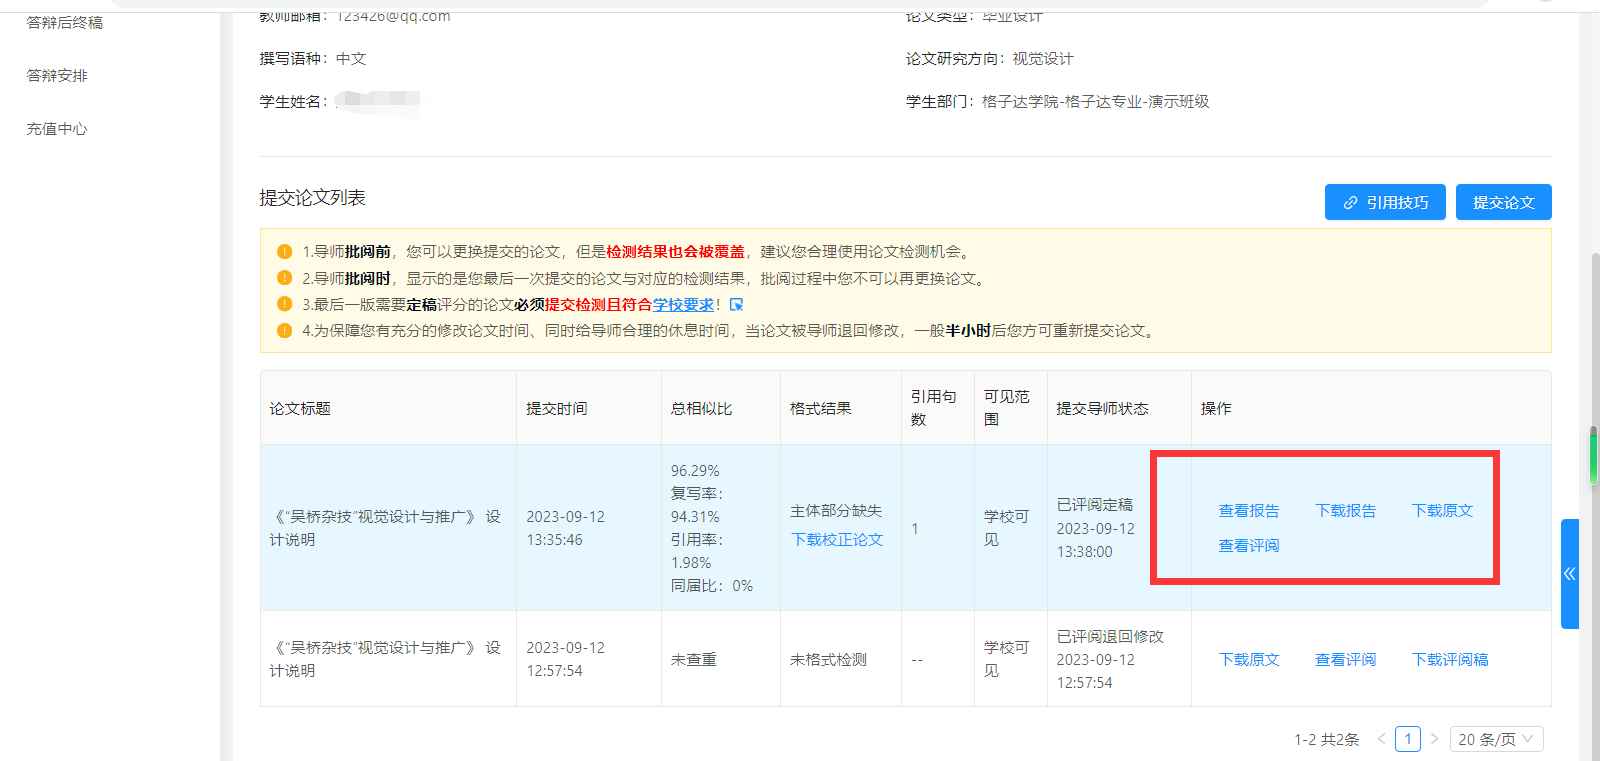 答辩后终稿
答辩安排
充值中心
教师邮箱：123426@qq.com
论文类型：毕业设计
撰写语种：中文
论文研究方向：视觉设计
学生姓名：
学生部门：格子达学院-格子达专业-演示班级
提交论文列表
引用技巧
提交论文
1.导师批阅前，您可以更换提交的论文，但是检测结果也会被覆盖，建议您合理使用论文检测机会。
2.导师批阅时，显示的是您最后一次提交的论文与对应的检测结果，批阅过程中您不可以再更换论文。
3.最后一版需要定稿评分的论文必须提交检测且符合学校要求！
4.为保障您有充分的修改论文时间、同时给导师合理的休息时间，当论文被导师退回修改，一般半小时后您方可重新提交论文。
论文标题
提交时间
总相似比
格式结果
引用句
数
可见范
围
提交导师状态
操作
《“吴桥杂技”视觉设计与推广》 设
计说明
2023-09-12
13:35:46
96.29%
复写率：
94.31%
引用率：
1.98%
同届比：0%
主体部分缺失
下载校正论文
1
学校可
见
已评阅定稿
2023-09-12
13:38:00
查看报告 下载报告 下载原文
查看评阅
《“吴桥杂技”视觉设计与推广》 设
计说明
2023-09-12
12:57:54
未查重
未格式检测
--
学校可
见
已评阅退回修改
2023-09-12
12:57:54
下载原文 查看评阅 下载评阅稿
1-2 共2条 < 1 > 20 条/页